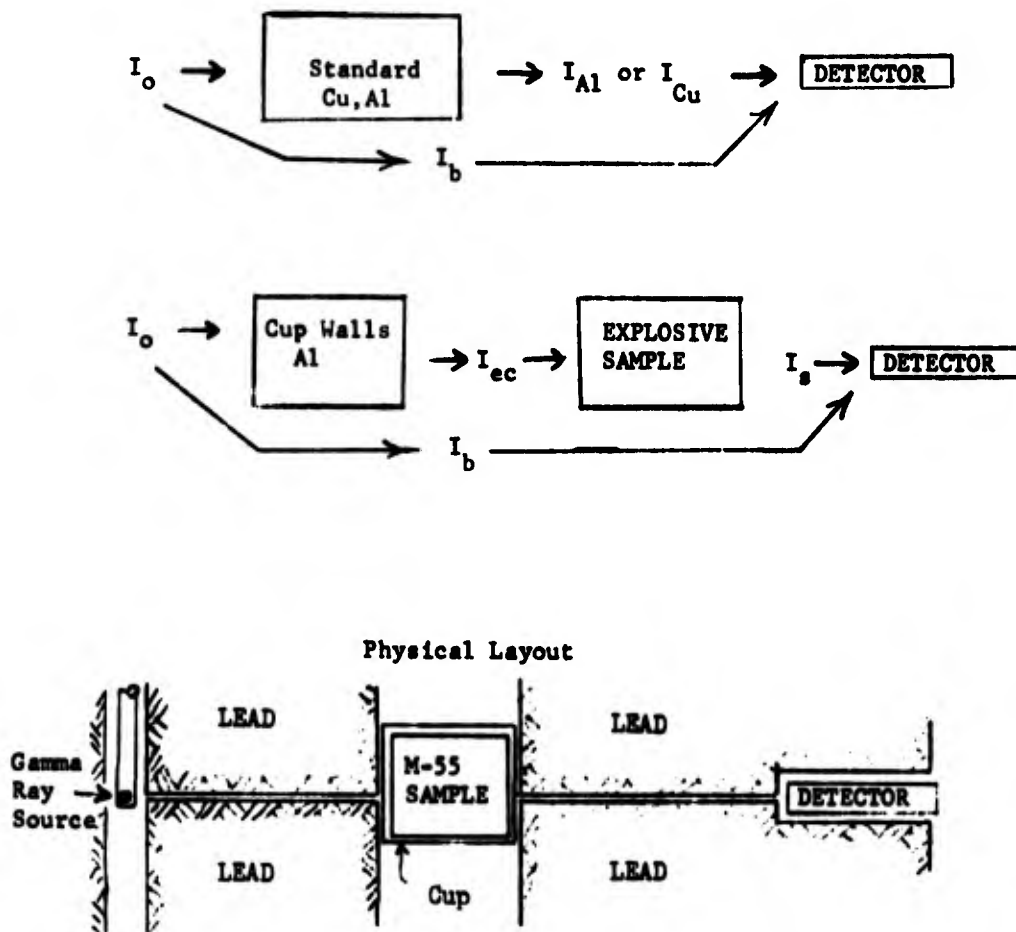 I_o → Standard → I_Al or I_Cu → DETECTOR
Cu,Al
I_b
I_o → Cup Walls → I_ec → EXPLOSIVE I_s → DETECTOR
Al SAMPLE
I_b
Physical Layout
LEAD LEAD
Gamma M-55
Ray SAMPLE DETECTOR
Source
LEAD LEAD
Cup